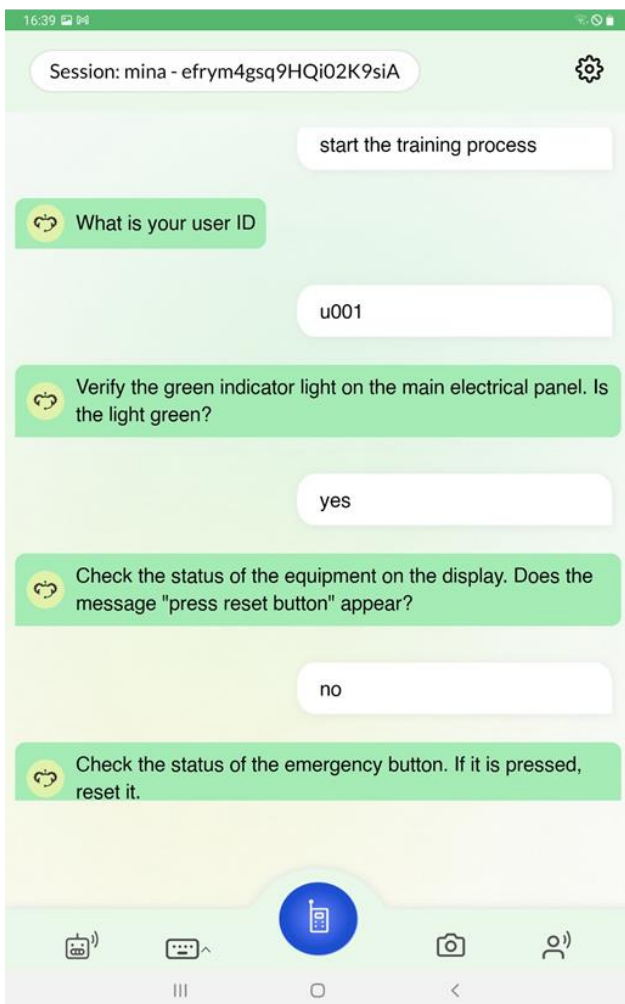 16:39
Session: mina - efrym4gsq9HQi02K9siA
start the training process
What is your user ID
u001
Verify the green indicator light on the main electrical panel. Is
the light green?
yes
Check the status of the equipment on the display. Does the
message "press reset button" appear?
no
Check the status of the emergency button. If it is pressed,
reset it.